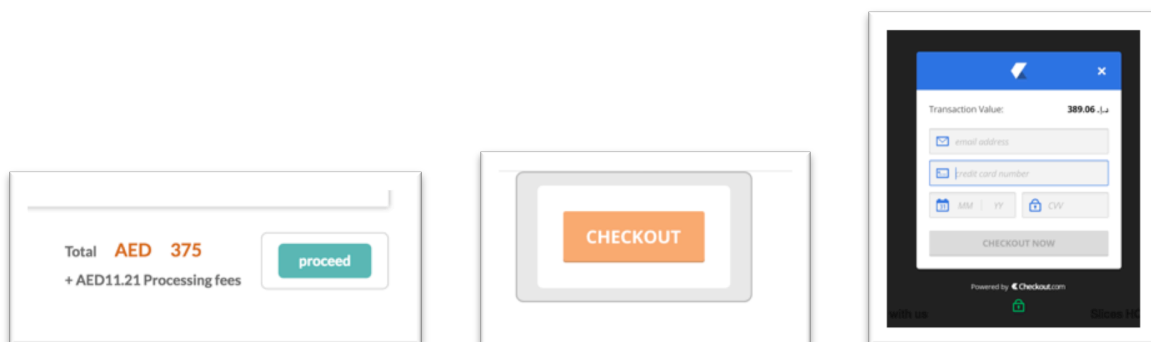 Total AED 375
+ AED11.21 Processing fees
proceed
CHECKOUT
Transaction Value: 389.06 د.إ.
email address
credit card number
MM YY CVV
CHECKOUT NOW
Powered by Checkout.com
with us